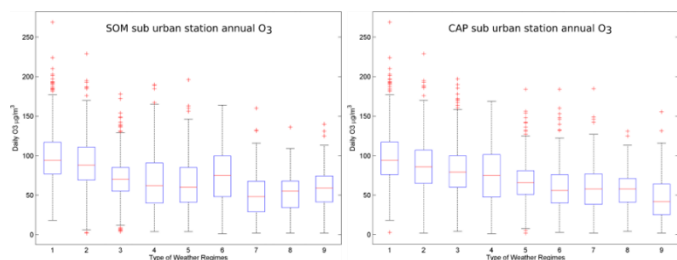 SOM sub urban station annual O3
Daily O3 µg/m³
250
200
150
100
50
0
1 2 3 4 5 6 7 8 9
Type of Weather Regimes
CAP sub urban station annual O3
Daily O3 µg/m³
250
200
150
100
50
0
1 2 3 4 5 6 7 8 9
Type of Weather Regimes